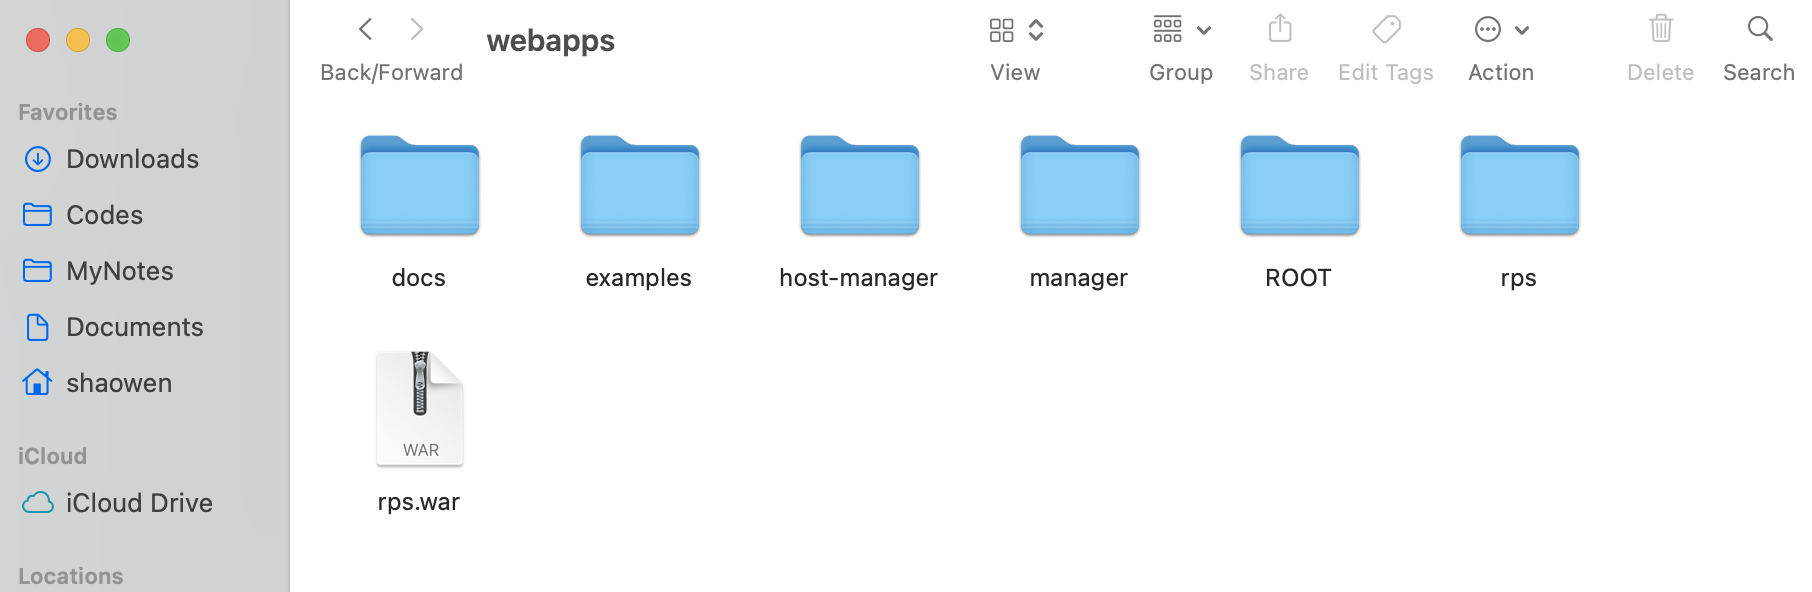 webapps
Back/Forward
View
Group
Share
Edit Tags
Action
Delete
Search
Favorites
Downloads
Codes
MyNotes
Documents
shaowen
iCloud
iCloud Drive
Locations
docs
examples
host-manager
manager
ROOT
rps
WAR
rps.war